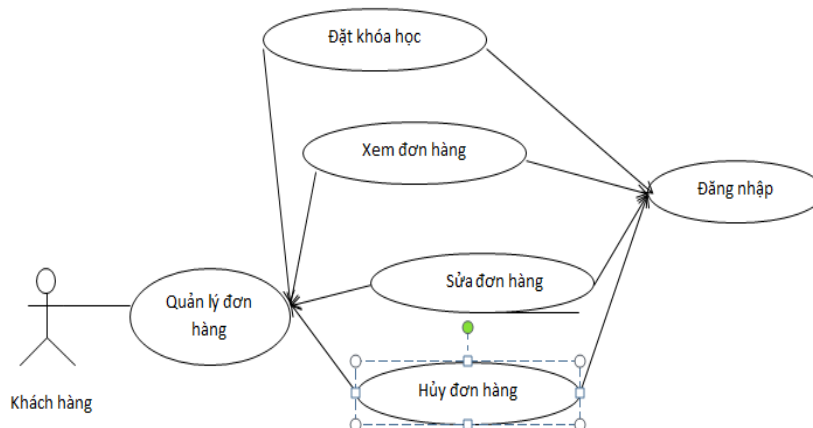 Đặt khóa học
Xem đơn hàng
Đăng nhập
Sửa đơn hàng
Quản lý đơn
hàng
Hủy đơn hàng
Khách hàng